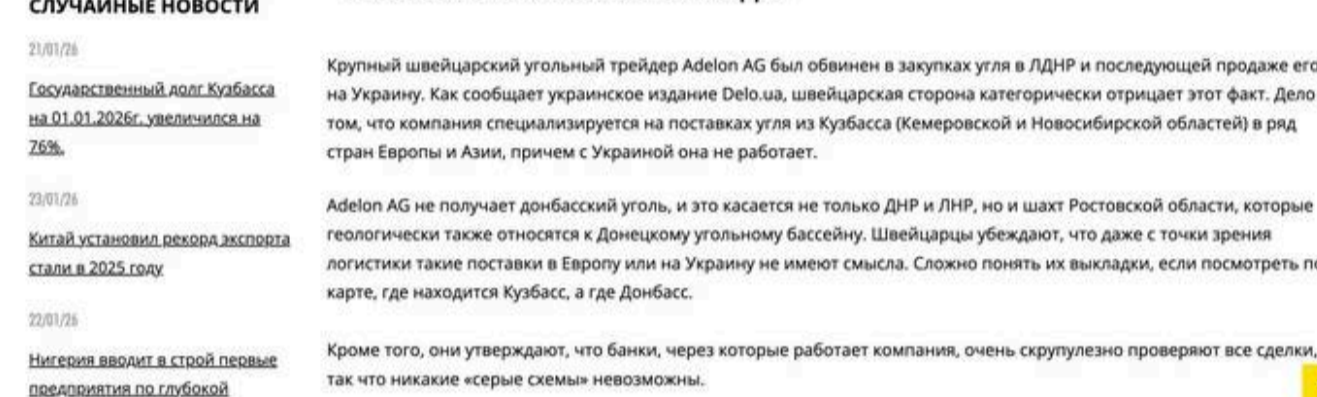 СЛУЧАЙНЫЕ НОВОСТИ
21/01/26
Государственный долг Кузбасса
на 01.01.2026г. увеличился на
76%.
23/01/26
Китай установил рекорд экспорта
стали в 2025 году
22/01/26
Нигерия вводит в строй первые
предприятия по глубокой
Крупный швейцарский угольный трейдер Adelon AG был обвинен в закупках угля в ЛДНР и последующей продаже его
на Украину. Как сообщает украинское издание Delo.ua, швейцарская сторона категорически отрицает этот факт. Дело
том, что компания специализируется на поставках угля из Кузбасса (Кемеровской и Новосибирской областей) в ряд
стран Европы и Азии, причем с Украиной она не работает.
Adelon AG не получает донбасский уголь, и это касается не только ДНР и ЛНР, но и шахт Ростовской области, которые
геологически также относятся к Донецкому угольному бассейну. Швейцарцы убеждают, что даже с точки зрения
логистики такие поставки в Европу или на Украину не имеют смысла. Сложно понять их выкладки, если посмотреть по
карте, где находится Кузбасс, а где Донбасс.
Кроме того, они утверждают, что банки, через которые работает компания, очень скрупулезно проверяют все сделки,
так что никакие «серые схемы» невозможны.